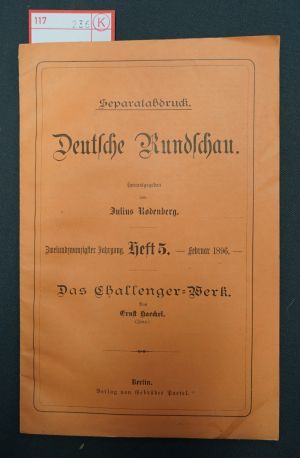 117
236
K
Separatabdruck.
Deutsche Rundschau.
Herausgegeben
von
Julius Rodenberg.
Zweiundzwanzigster Jahrgang. Heft 5. — Februar 1896. —
Das Challenger-Werk.
Von
Ernst Haeckel.
(Jena.)
Berlin.
Verlag von Gebrüder Paetel.